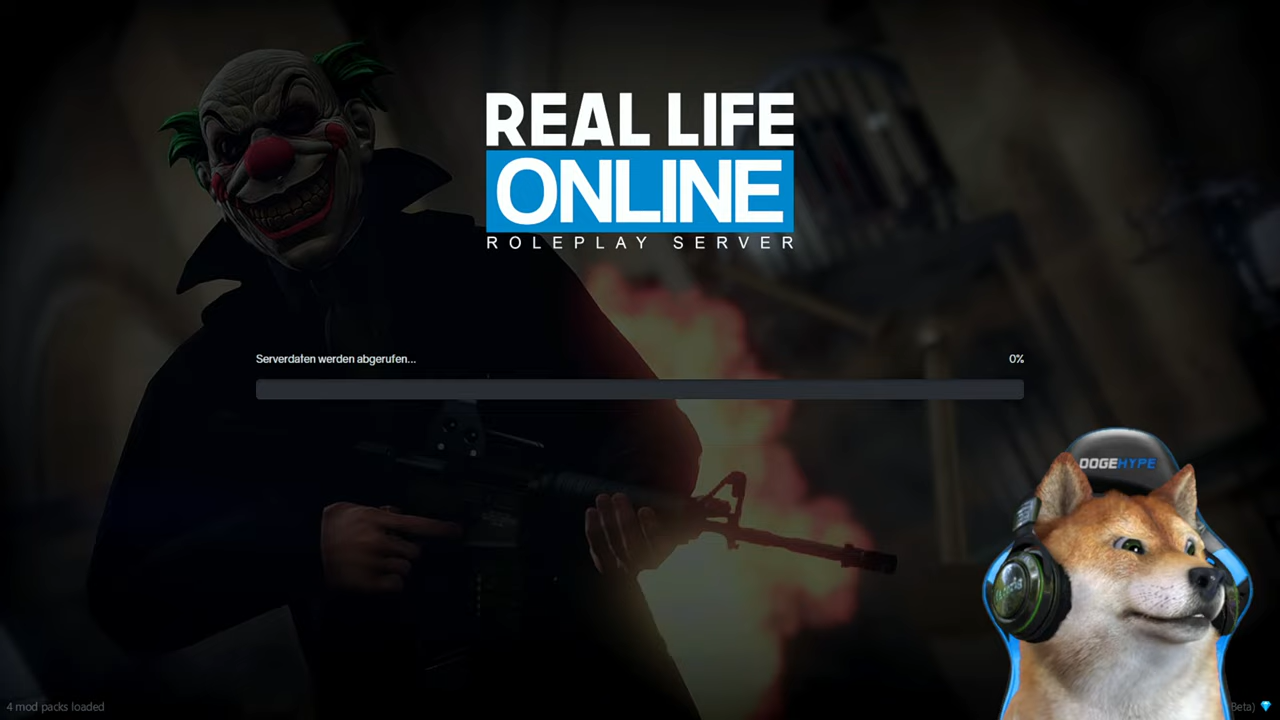 REAL LIFE
ONLINE
ROLEPLAY SERVER
Serverdaten werden abgerufen...
0%
DOGEHYPE
4 mod packs loaded
Beta)